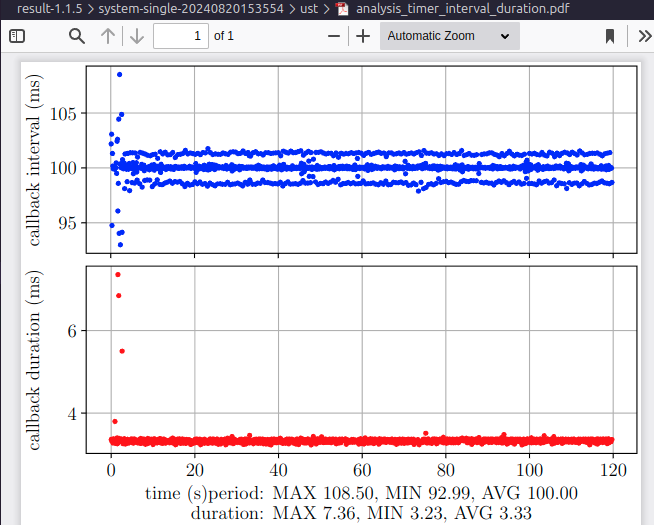 result-1.1.5 > system-single-20240820153554 > ust > analysis_timer_interval_duration.pdf
1 of 1 Automatic Zoom
callback interval (ms)
105
100
95
callback duration (ms)
6
4
0 20 40 60 80 100 120
time (s)period: MAX 108.50, MIN 92.99, AVG 100.00
duration: MAX 7.36, MIN 3.23, AVG 3.33